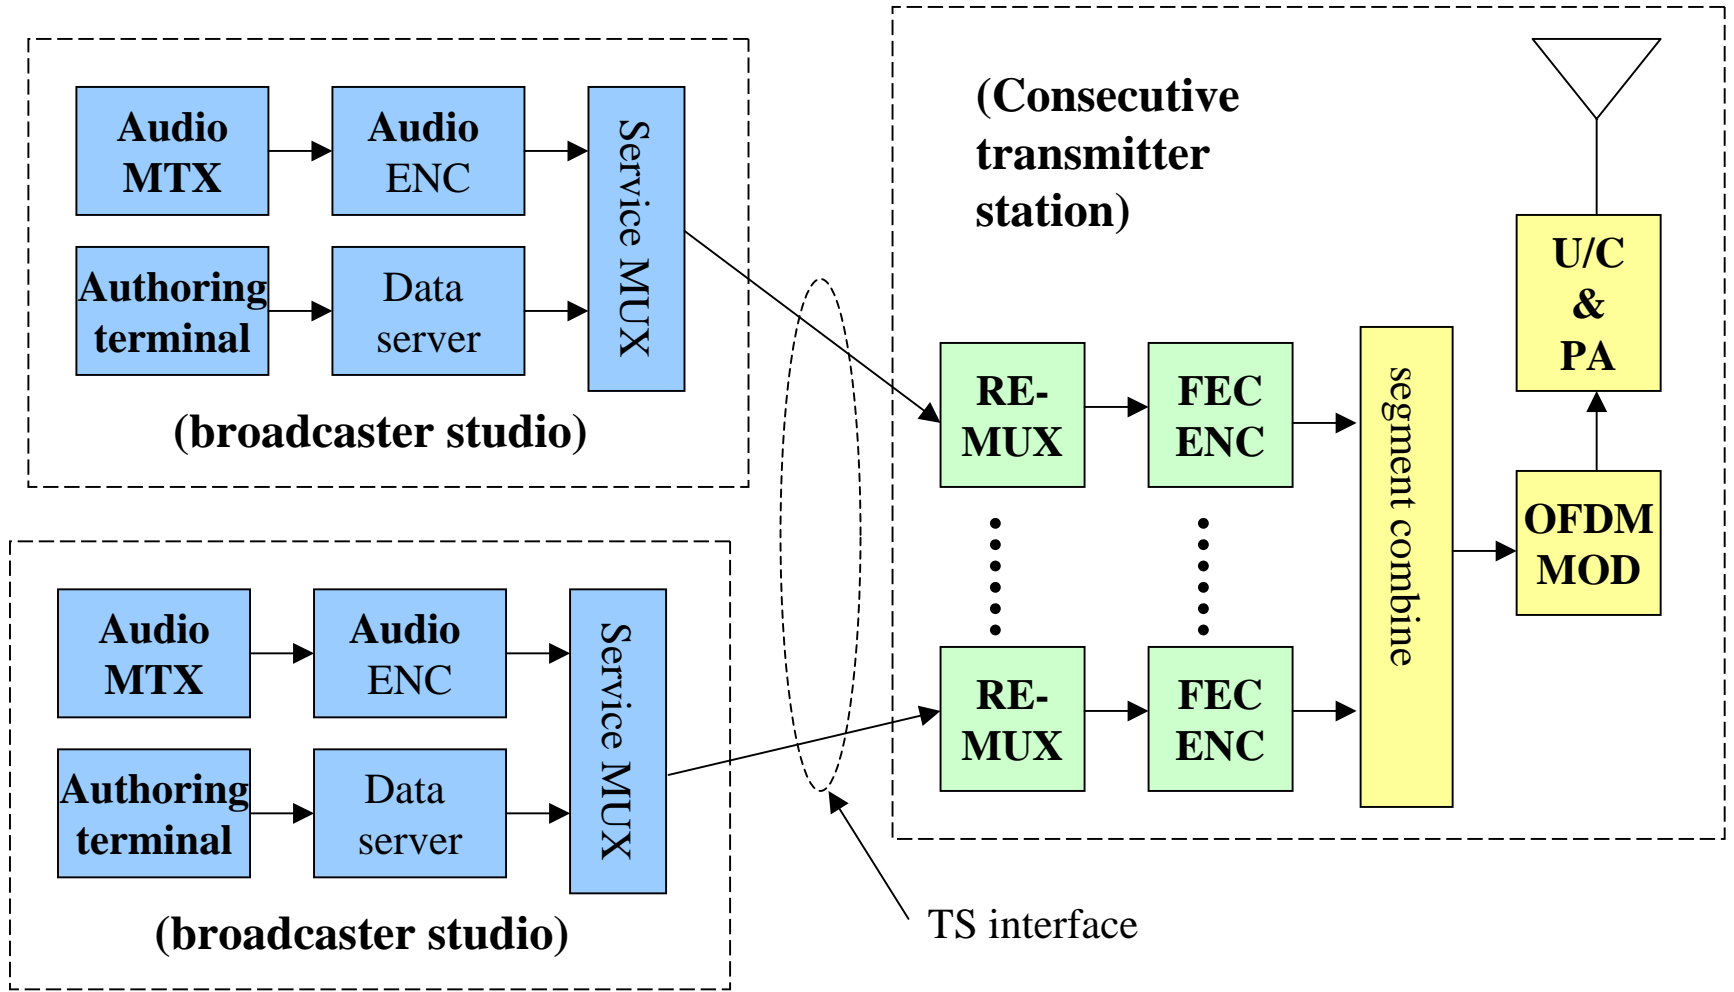 Audio
MTX
Audio
ENC
Service MUX
Authoring
terminal
Data
server
(broadcaster studio)
Audio
MTX
Audio
ENC
Service MUX
Authoring
terminal
Data
server
(broadcaster studio)
TS interface
(Consecutive
transmitter
station)
RE-
MUX
FEC
ENC
RE-
MUX
FEC
ENC
segment combine
OFDM
MOD
U/C
&
PA